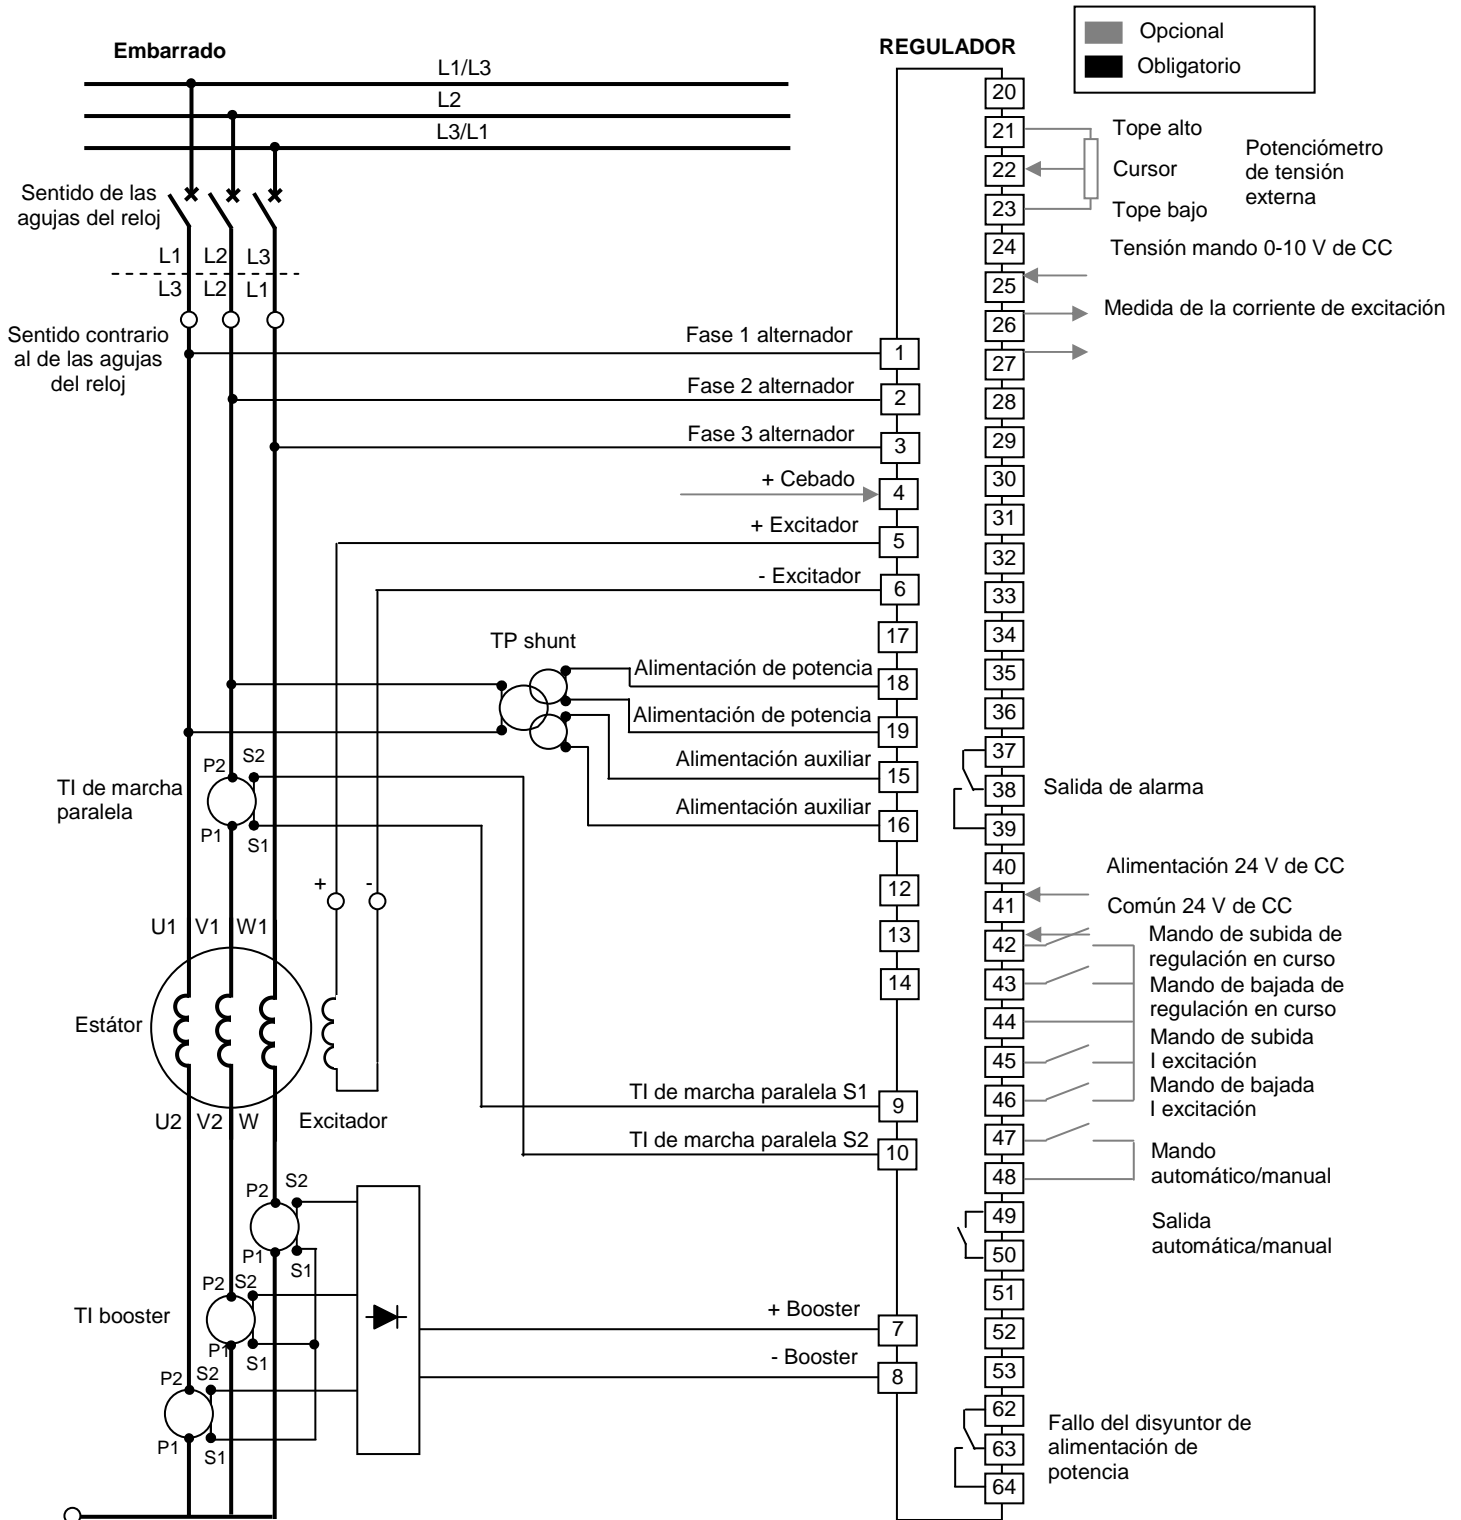 Opcional
Obligatorio
Embarrado
REGULADOR
L1/L3
L2
L3/L1
Sentido de las
agujas del reloj
L1 L2 L3
L3 L2 L1
Sentido contrario
al de las agujas
del reloj
Fase 1 alternador
1
Fase 2 alternador
2
Fase 3 alternador
3
+ Cebado
4
+ Excitador
5
- Excitador
6
17
TP shunt
Alimentación de potencia
18
Alimentación de potencia
19
Alimentación auxiliar
15
Alimentación auxiliar
16
TI de marcha
paralela
P2 S2
P1 S1
12
13
14
+ -
U1 V1 W1
Estátor
U2 V2 W
Excitador
TI de marcha paralela S1
9
TI de marcha paralela S2
10
P2 S2
P1 S1
TI booster
P2 S2
P1 S1
P2 S2
P1 S1
+ Booster
7
- Booster
8
20
21
Tope alto
22
Cursor
23
Tope bajo
Potenciómetro
de tensión
externa
24
Tensión mando 0-10 V de CC
25
26
Medida de la corriente de excitación
27
28
29
30
31
32
33
34
35
36
37
38
Salida de alarma
39
40
Alimentación 24 V de CC
41
Común 24 V de CC
42
Mando de subida de
regulación en curso
43
Mando de bajada de
regulación en curso
44
Mando de subida
I excitación
45
Mando de bajada
I excitación
46
47
Mando
automático/manual
48
49
Salida
automática/manual
50
51
52
53
62
Fallo del disyuntor de
alimentación de
potencia
63
64